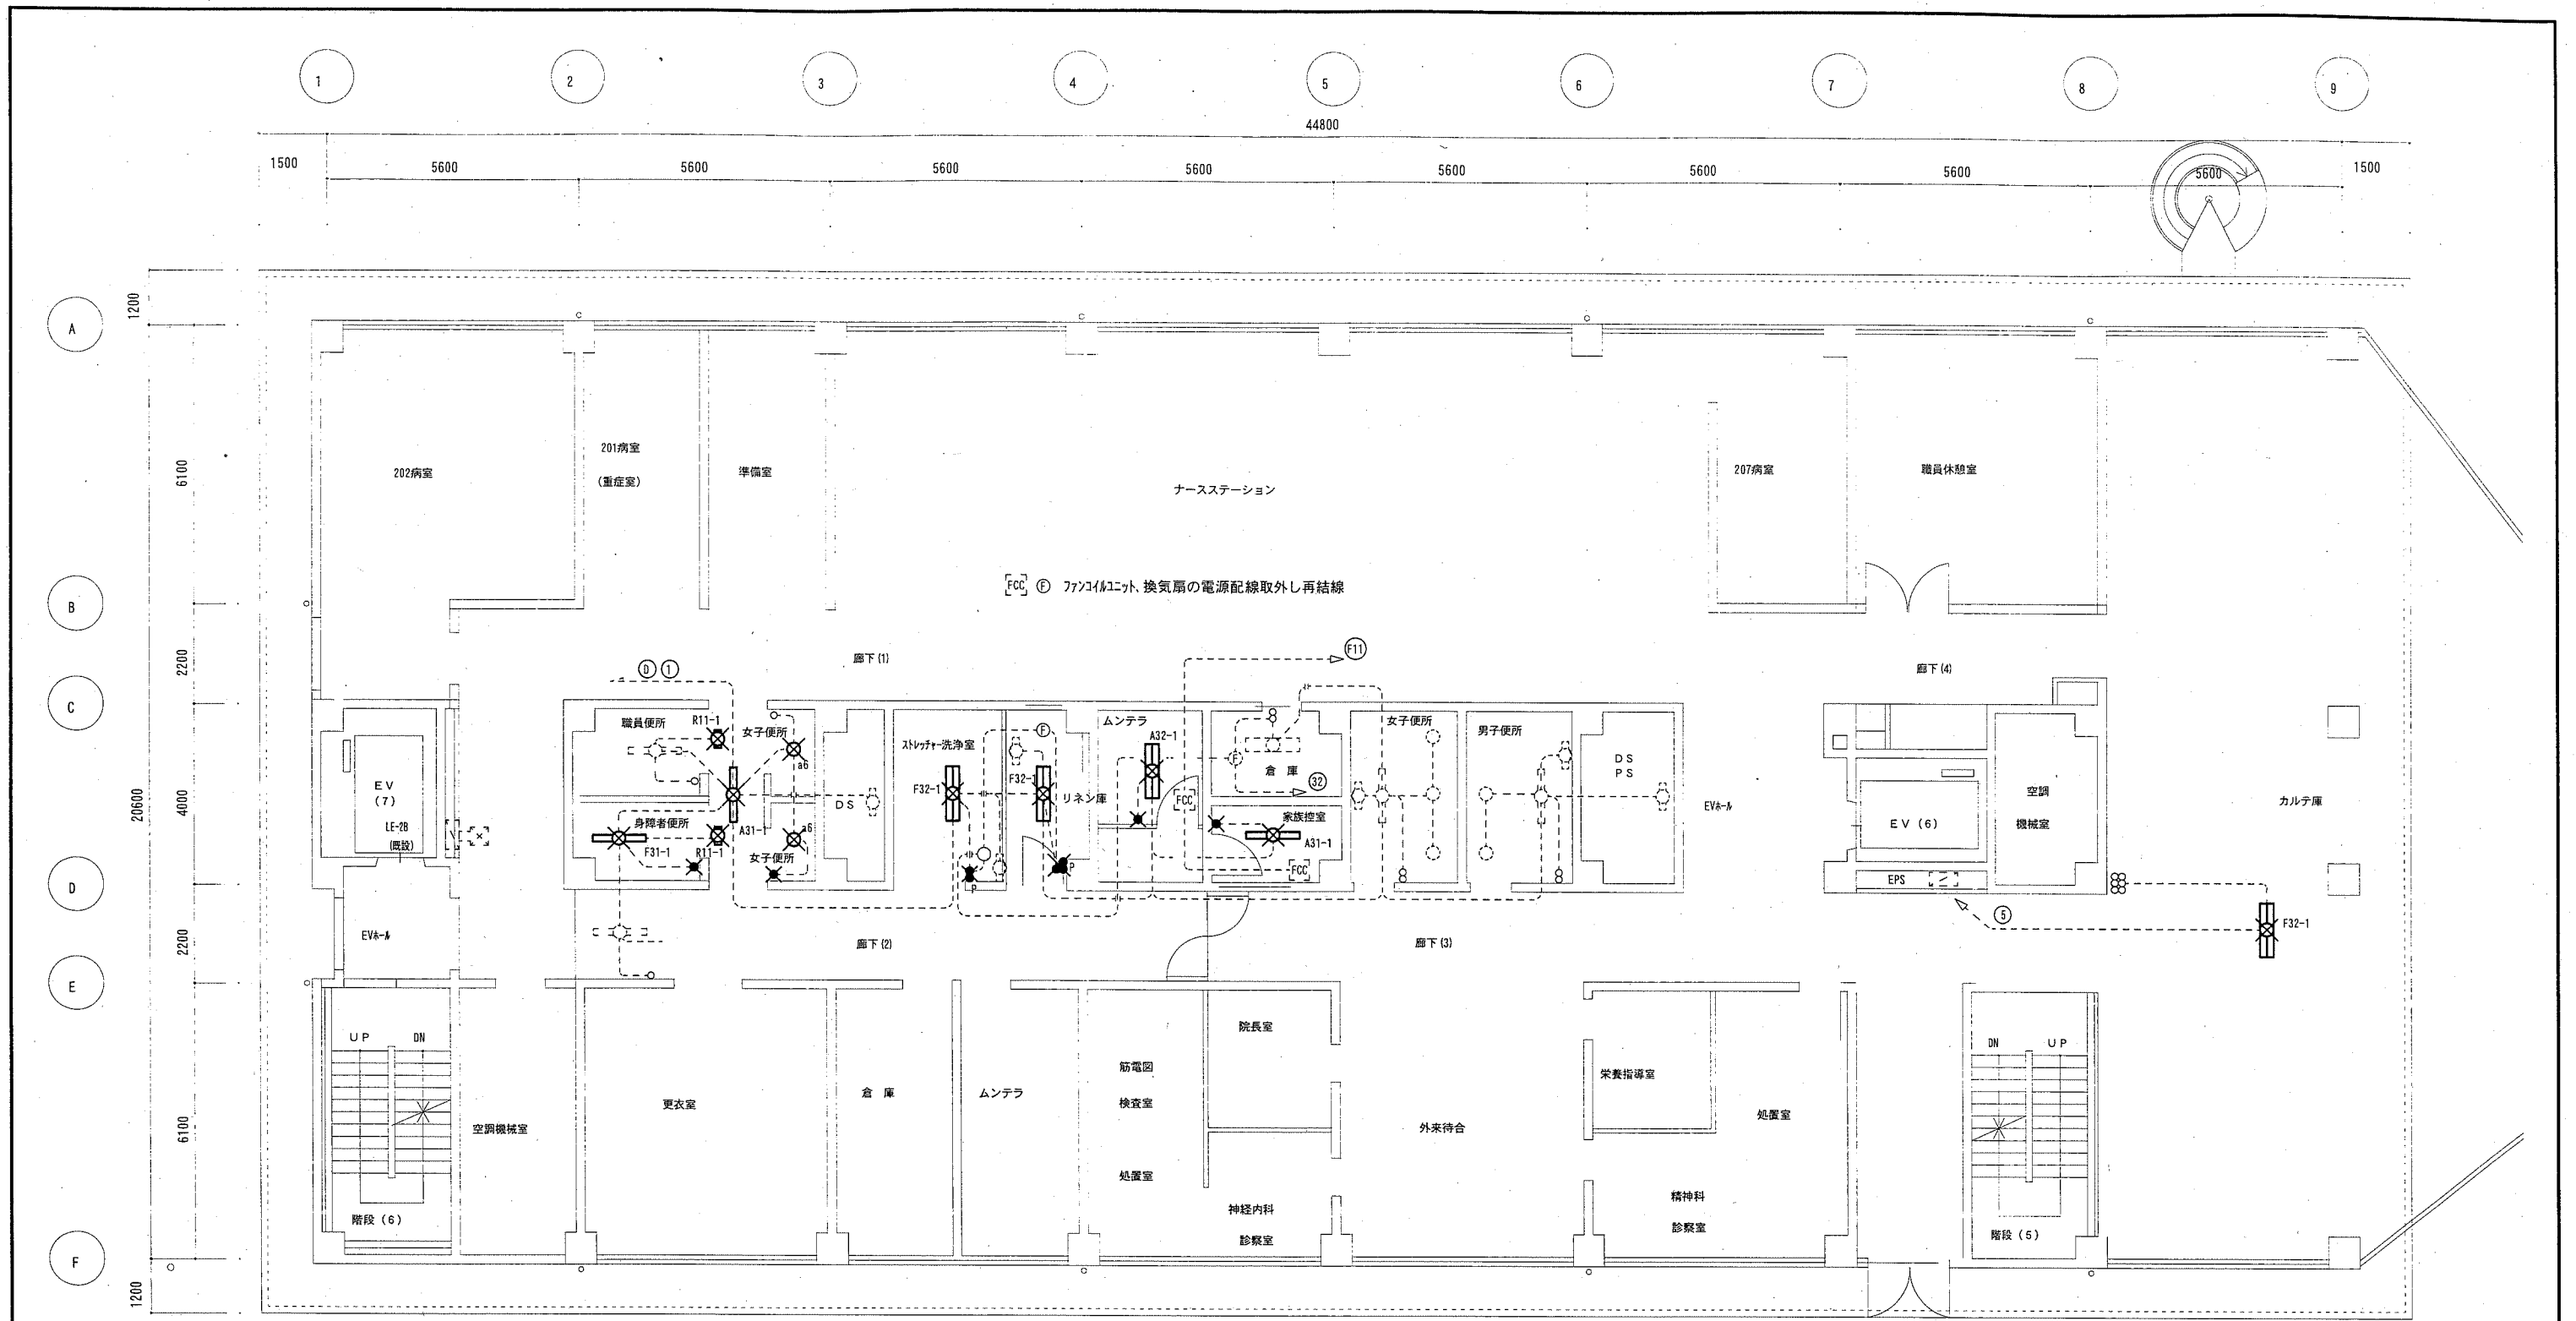 1 2 3 4 5 6 7 8 9
44800
1500 5600 5600 5600 5600 5600 5600 5600 5600 1500
1200
A
6100
202病室
201病室
(重症室)
準備室
ナースステーション
207病室
職員休憩室
FCC F ファンコイルユニット、換気扇の電源配線取外し再結線
B
2200
廊下(1)
D 1
F11
廊下(4)
C
職員便所
R11-1
女子便所
a6
ストレッチャー洗浄室
F
ムンテラ
A32-1
F
倉 庫
32
女子便所
男子便所
DS
PS
EV
(7)
LE-2B
(既設)
DS
F32-1
F32-1
リネン庫
FCC
EVホール
EV(6)
空調
機械室
カルテ庫
20600
4000
身障者便所
F31-1
R11-1
A31-1
a6
女子便所
家族控室
A31-1
FCC
P
P
D
EPS
5
F32-1
2200
EVホール
廊下(2)
廊下(3)
E
UP DN
空調機械室
更衣室
倉 庫
ムンテラ
筋電図
検査室
処置室
院長室
神経内科
診察室
外来待合
栄養指導室
処置室
精神科
診察室
DN UP
6100
階段(6)
階段(5)
F
1200